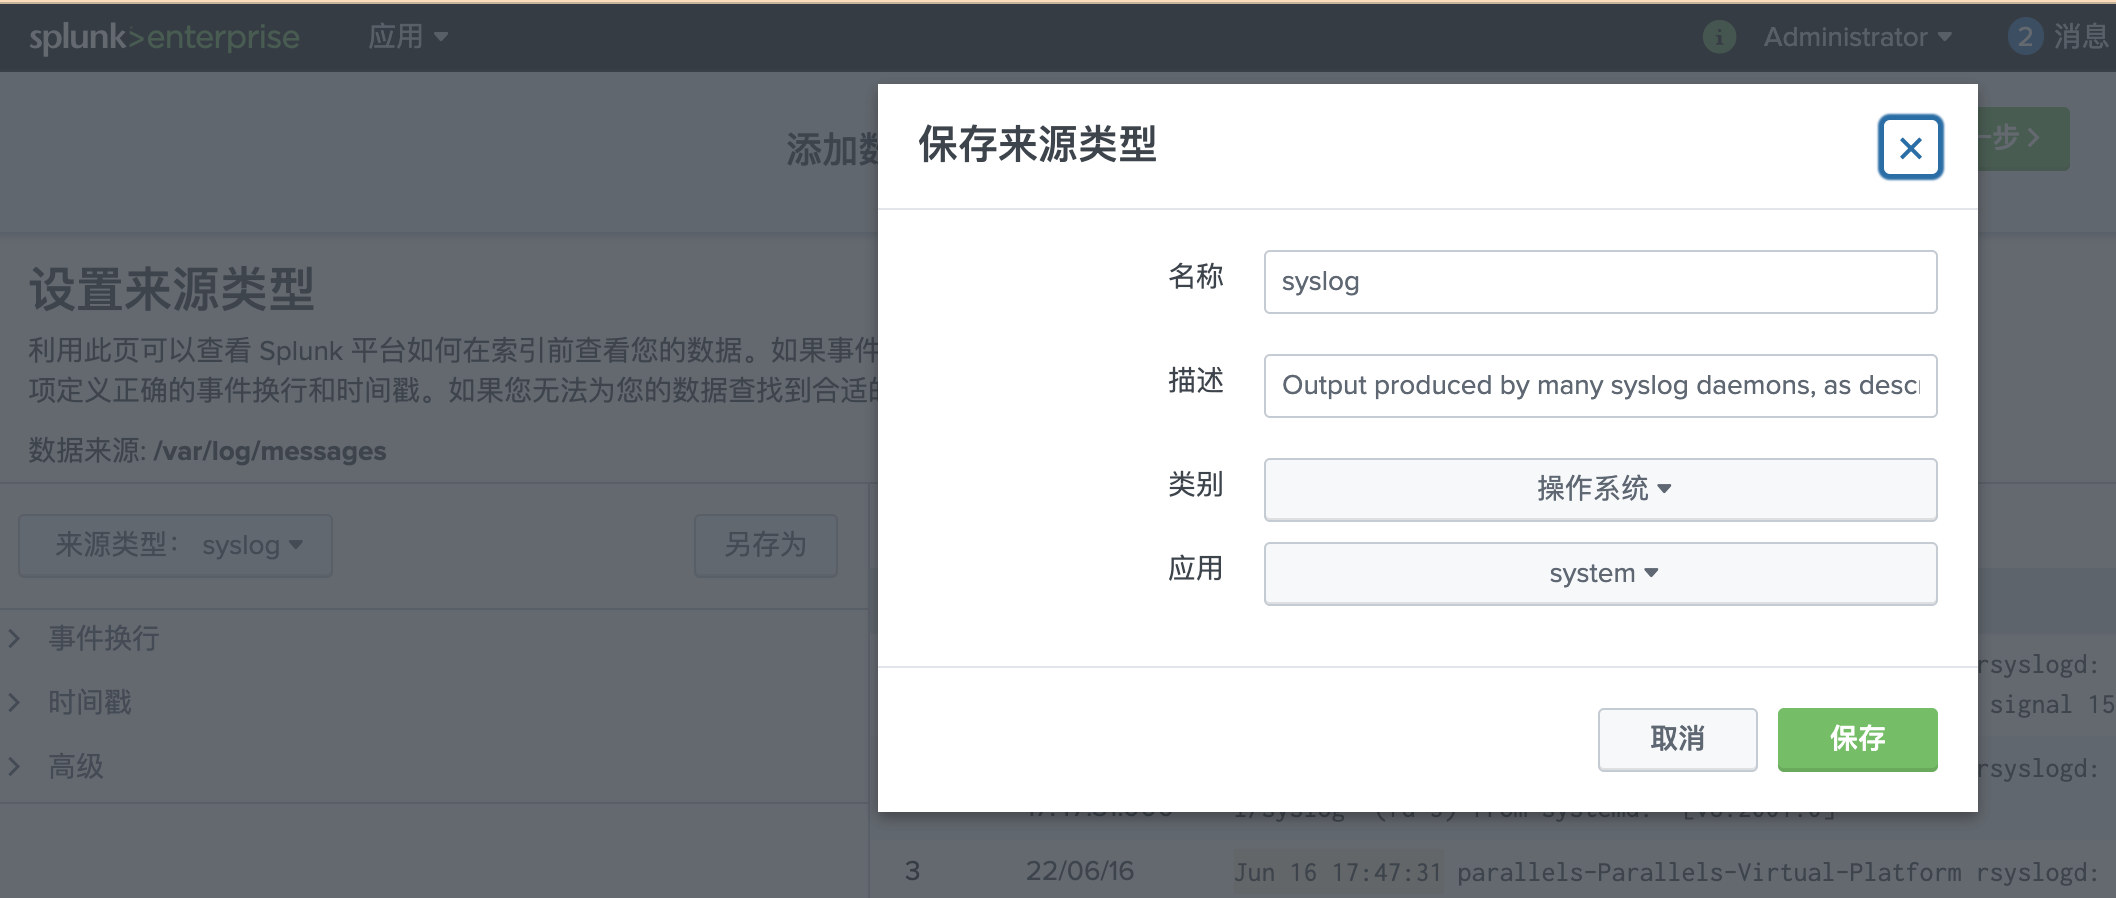 splunk>enterprise 应用 i Administrator 2 消息
添加数
一步 >
保存来源类型
设置来源类型
利用此页可以查看 Splunk 平台如何在索引前查看您的数据。如果事件
项定义正确的事件换行和时间戳。如果您无法为您的数据查找到合适的
数据来源: /var/log/messages
来源类型： syslog
另存为
事件换行
时间戳
高级
名称 syslog
描述 Output produced by many syslog daemons, as desc
类别 操作系统
应用 system
取消 保存
rsyslogd:
signal 15
rsyslogd:
3 22/06/16 Jun 16 17:47:31 parallels-Parallels-Virtual-Platform rsyslogd: